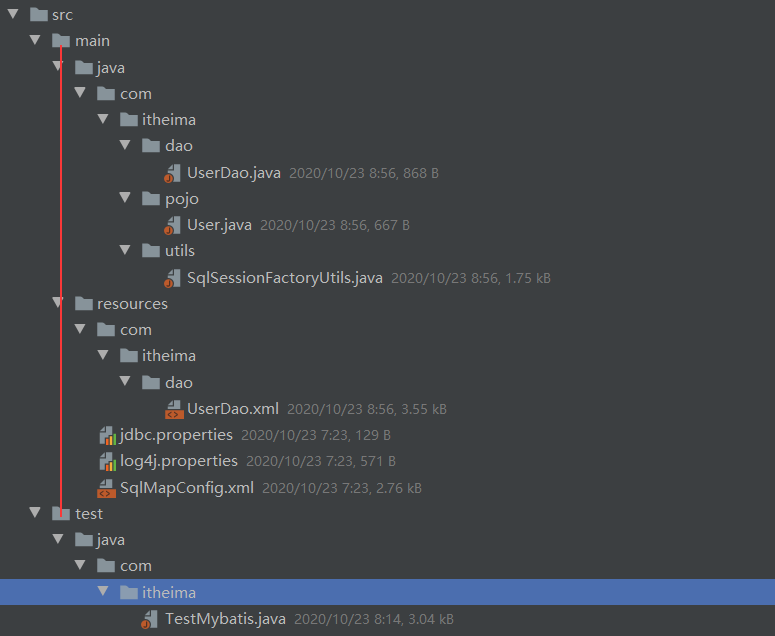 src
main
java
com
itheima
dao
UserDao.java 2020/10/23 8:56, 868 B
pojo
User.java 2020/10/23 8:56, 667 B
utils
SqlSessionFactoryUtils.java 2020/10/23 8:56, 1.75 kB
resources
com
itheima
dao
UserDao.xml 2020/10/23 8:56, 3.55 kB
jdbc.properties 2020/10/23 7:23, 129 B
log4j.properties 2020/10/23 7:23, 571 B
SqlMapConfig.xml 2020/10/23 7:23, 2.76 kB
test
java
com
itheima
TestMybatis.java 2020/10/23 8:14, 3.04 kB